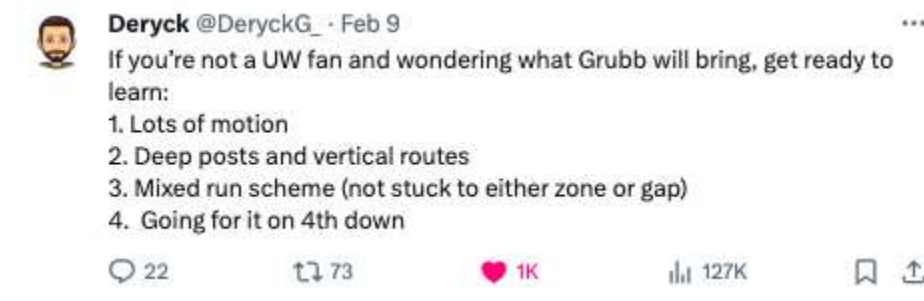 Deryck @DeryckG_ · Feb 9
If you're not a UW fan and wondering what Grubb will bring, get ready to
learn:
1. Lots of motion
2. Deep posts and vertical routes
3. Mixed run scheme (not stuck to either zone or gap)
4.  Going for it on 4th down
22 73 1K 127K